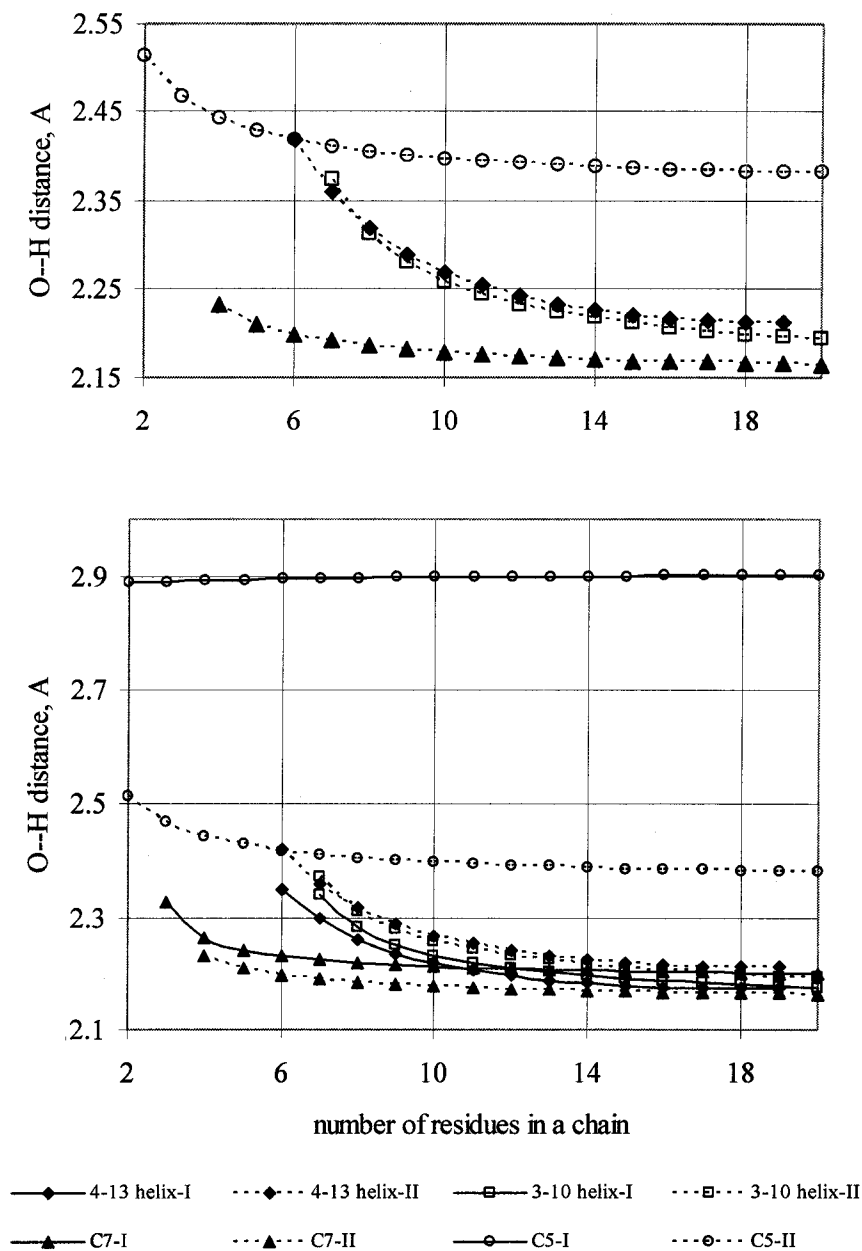 2.55
2.45
2.35
2.25
2.15
O--H distance, A
2 6 10 14 18
2.9
2.7
2.5
2.3
2.1
O--H distance, A
2 6 10 14 18
number of residues in a chain
4-13 helix-I 4-13 helix-II 3-10 helix-I 3-10 helix-II
C7-I C7-II C5-I C5-II